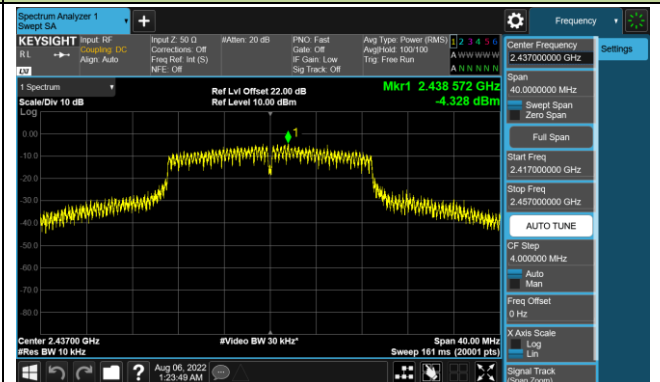 Spectrum Analyzer 1
Swept SA
Frequency
KEYSIGHT
RL
Input: RF
Coupling: DC
Align: Auto
Input Z: 50 Ω
Corrections: Off
Freq Ref: Int (S)
NFE: Off
#Atten: 20 dB
PNO: Fast
Gate: Off
IF Gain: Low
Sig Track: Off
Avg Type: Power (RMS)
Avg|Hold: 100/100
Trig: Free Run
1 2 3 4 5 6
A W W W W W
A N N N N N
1 Spectrum
Scale/Div 10 dB
Log
Ref Lvl Offset 22.00 dB
Ref Level 10.00 dBm
Mkr1 2.438 572 GHz
-4.328 dBm
1
0.00
-10.0
-20.0
-30.0
-40.0
-50.0
-60.0
-70.0
-80.0
Center 2.43700 GHz
#Res BW 10 kHz
#Video BW 30 kHz*
Span 40.00 MHz
Sweep 161 ms (20001 pts)
Aug 06, 2022
1:23:49 AM
Center Frequency
2.437000000 GHz
Settings
Span
40.0000000 MHz
Swept Span
Zero Span
Full Span
Start Freq
2.417000000 GHz
Stop Freq
2.457000000 GHz
AUTO TUNE
CF Step
4.000000 MHz
Auto
Man
Freq Offset
0 Hz
X Axis Scale
Log
Lin
Signal Track
(Span Zoom)